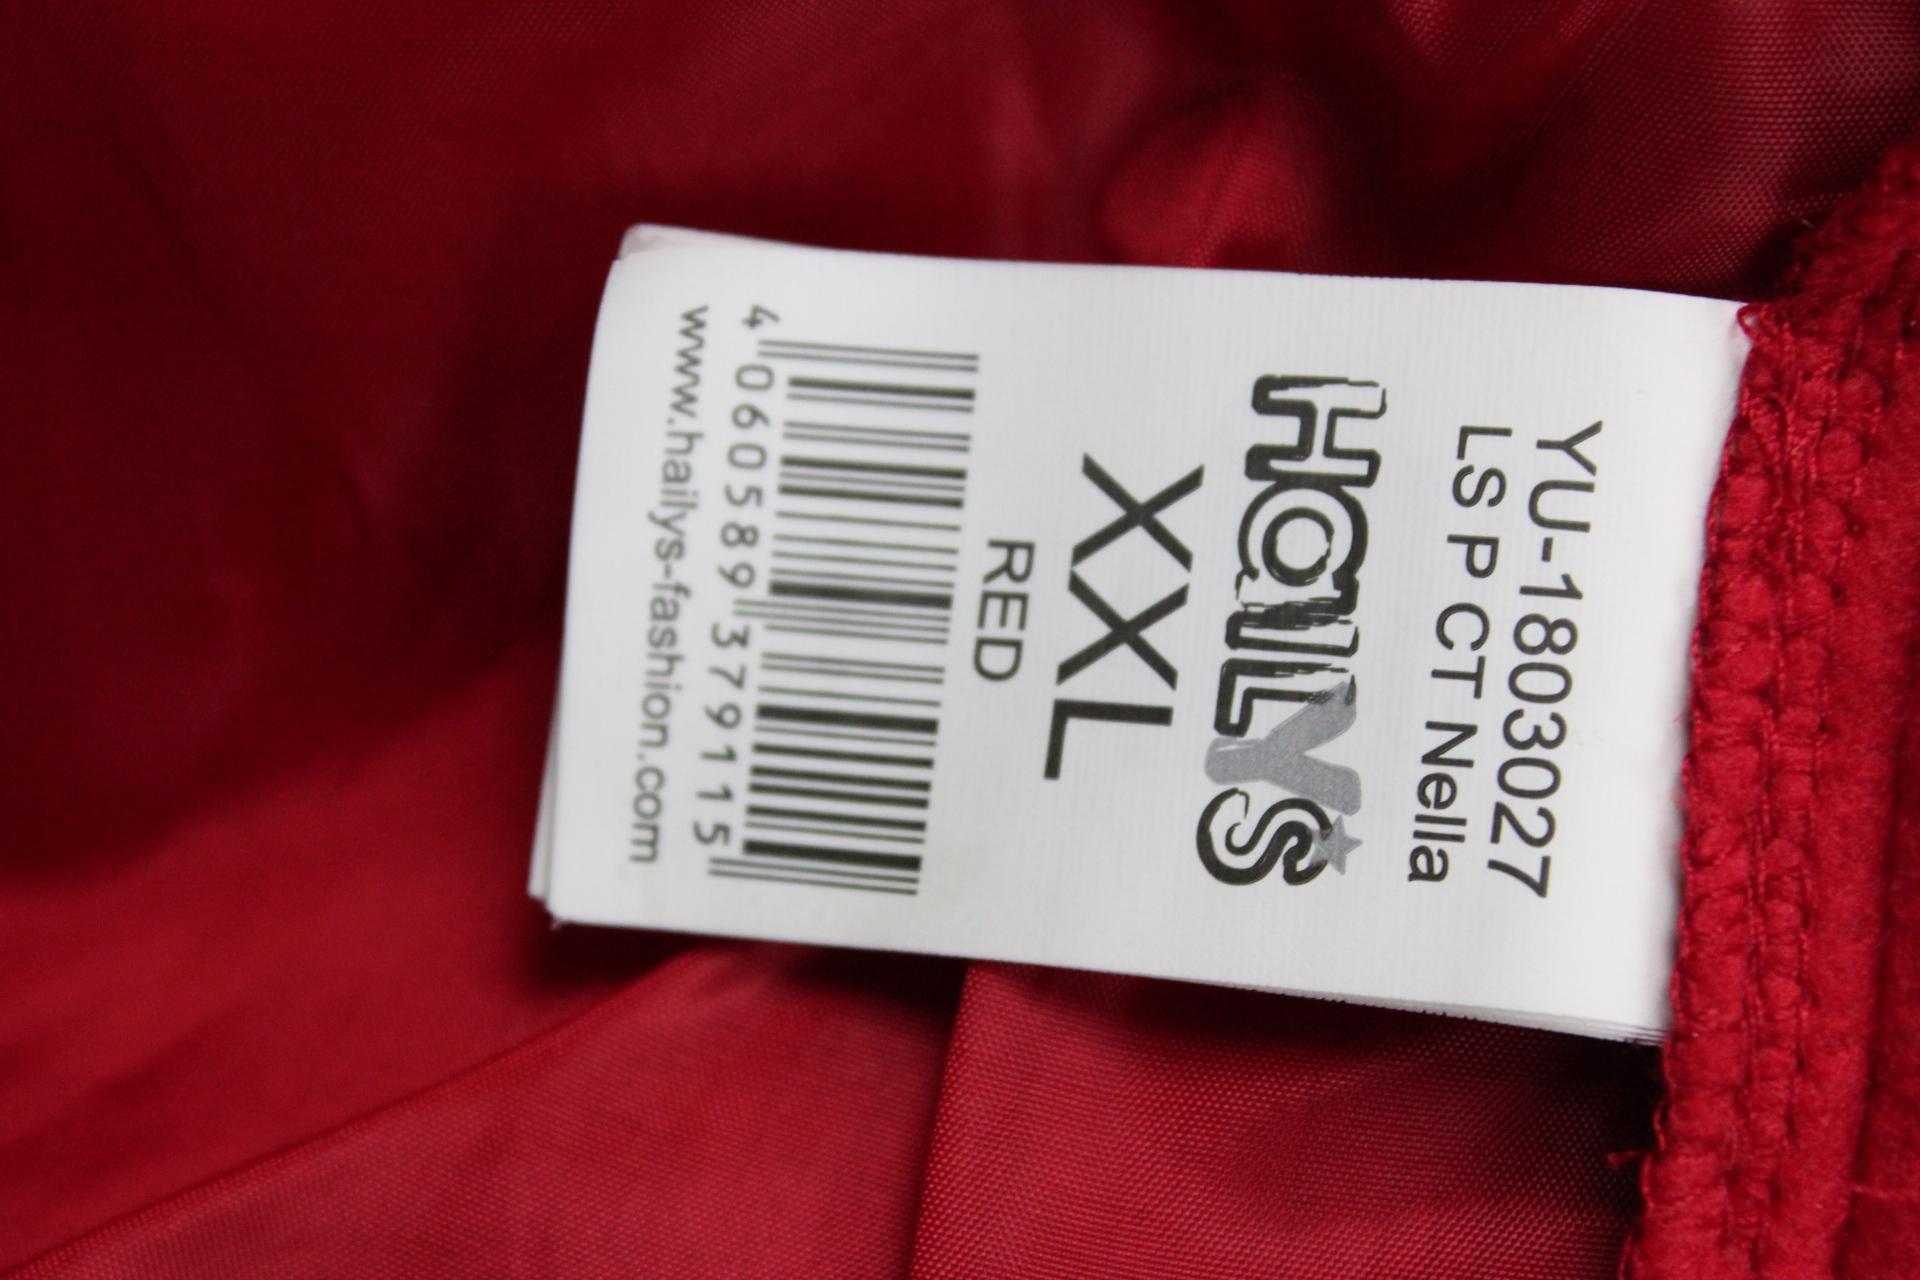 YU-1803027
LS P CT Nella
HaILYS
XXL
RED
4 060589 379115
www.hailys-fashion.com